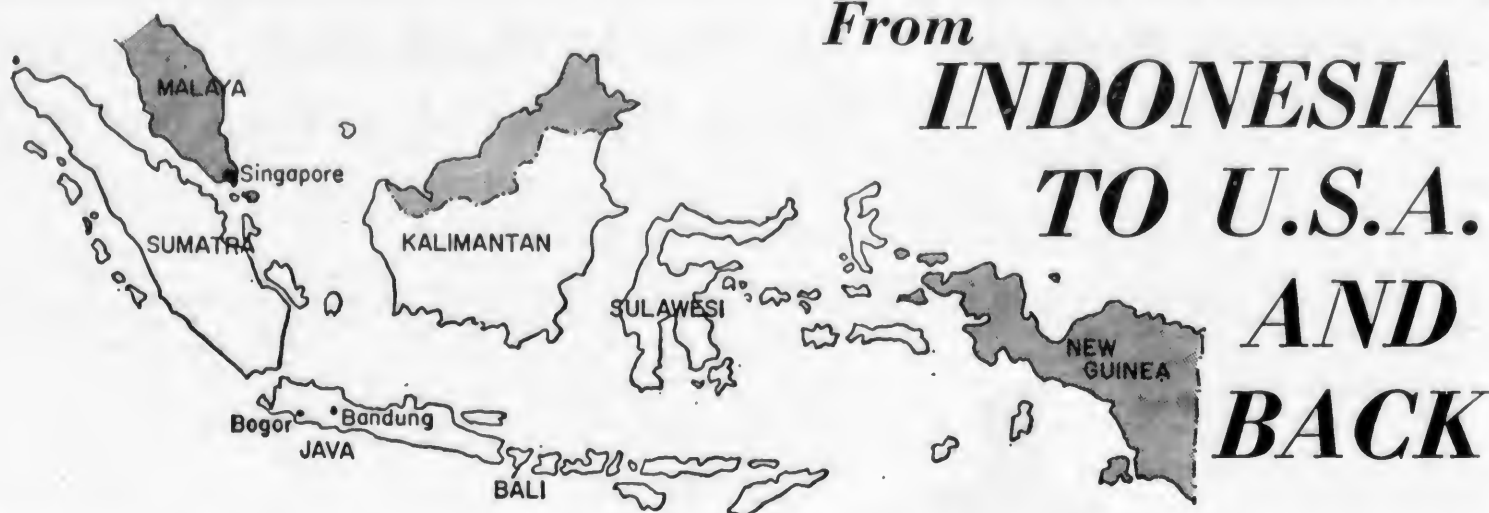 From
INDONESIA
TO U.S.A.
AND
BACK
MALAYA
Singapore
SUMATRA
KALIMANTAN
SULAWESI
NEW
GUINEA
Bogor
Bandung
JAVA
BALI